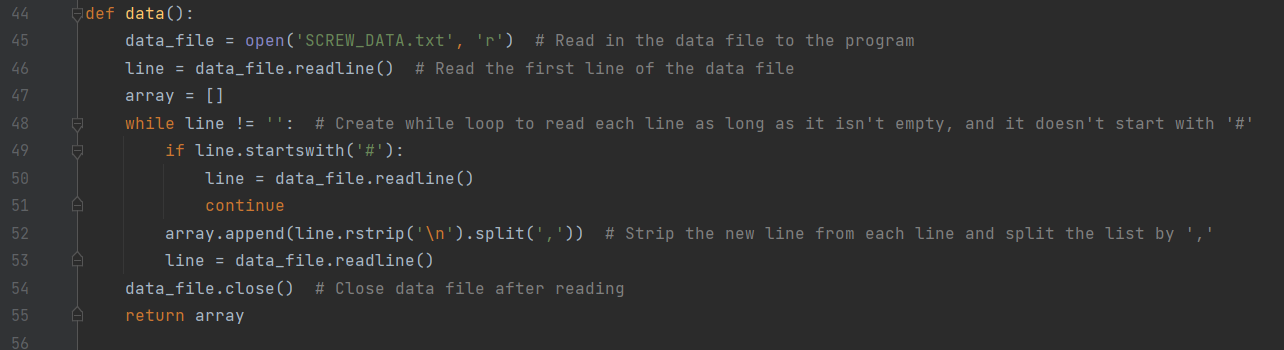 44 def data():
45     data_file = open('SCREW_DATA.txt', 'r')  # Read in the data file to the program
46     line = data_file.readline()  # Read the first line of the data file
47     array = []
48     while line != '':  # Create while loop to read each line as long as it isn't empty, and it doesn't start with '#'
49         if line.startswith('#'):
50             line = data_file.readline()
51             continue
52         array.append(line.rstrip('\n').split(','))  # Strip the new line from each line and split the list by ','
53         line = data_file.readline()
54     data_file.close()  # Close data file after reading
55     return array
56